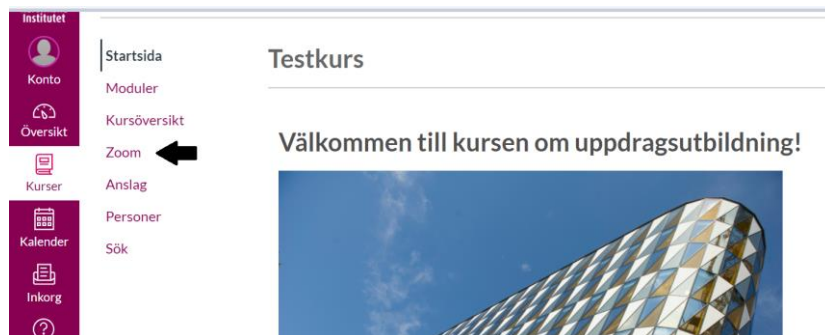 Institutet
Konto
Översikt
Kurser
Kalender
Inkorg
Startsida
Moduler
Kursöversikt
Zoom
Anslag
Personer
Sök
Testkurs
Välkommen till kursen om uppdragsutbildning!